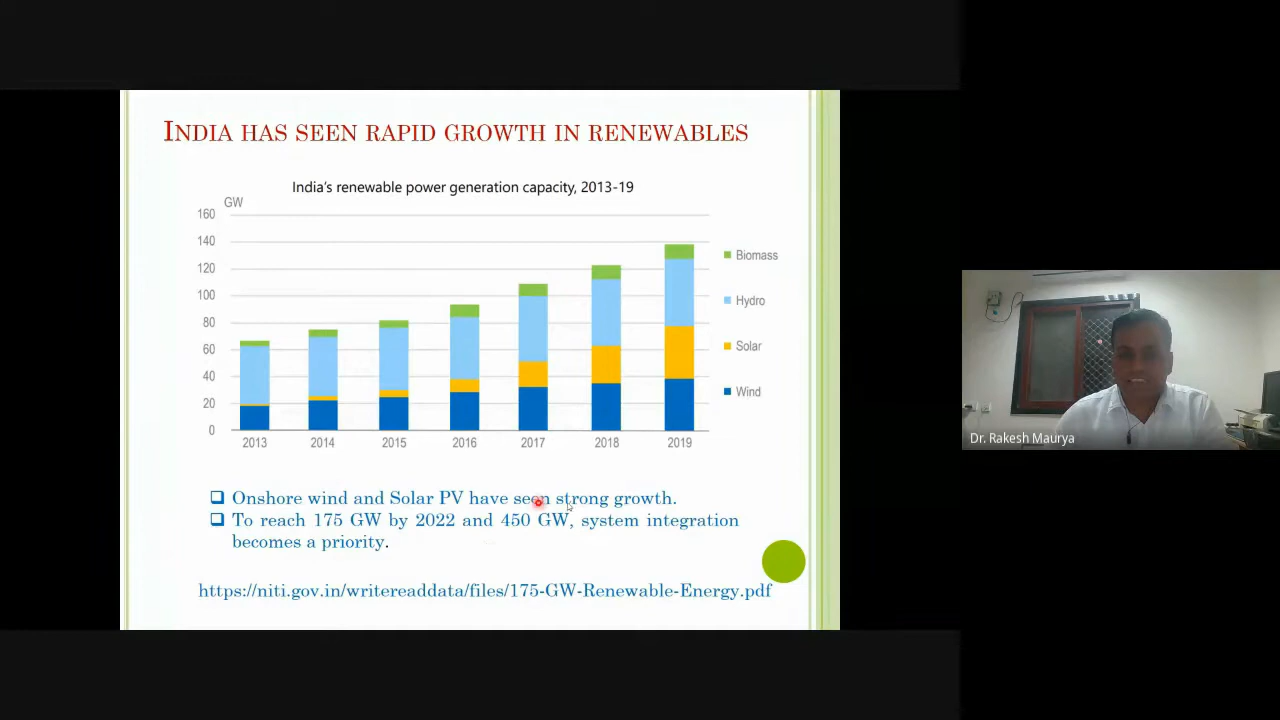 INDIA HAS SEEN RAPID GROWTH IN RENEWABLES
India's renewable power generation capacity, 2013-19
GW
160
140
120
100
80
60
40
20
0
2013 2014 2015 2016 2017 2018 2019
Biomass
Hydro
Solar
Wind
Onshore wind and Solar PV have seen strong growth.
To reach 175 GW by 2022 and 450 GW, system integration
becomes a priority.
https://niti.gov.in/writereaddata/files/175-GW-Renewable-Energy.pdf
Dr. Rakesh Maurya